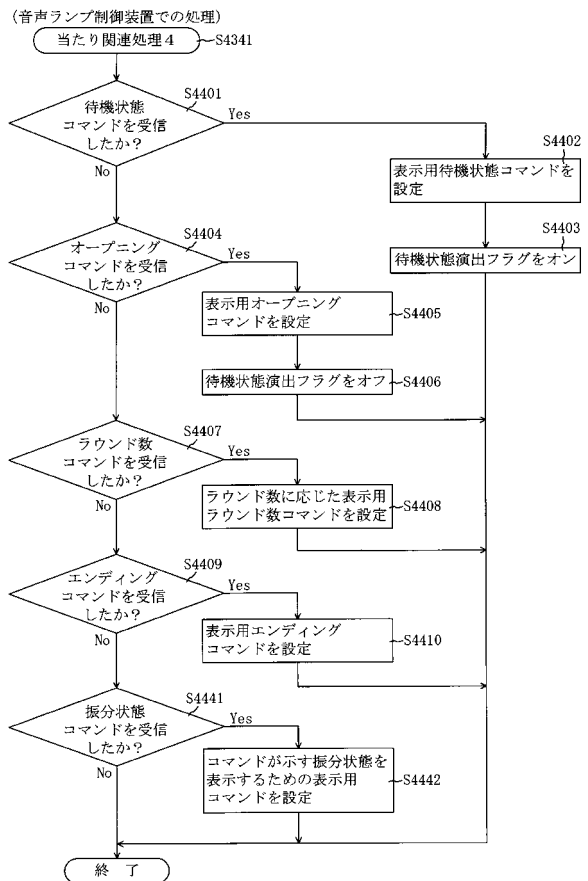 （音声ランプ制御装置での処理）
当たり関連処理４
S4341
S4401
待機状態
コマンドを受信
したか？
Yes
No
S4402
表示用待機状態コマンドを
設定
S4403
待機状態演出フラグをオン
S4404
オープニング
コマンドを受信
したか？
Yes
No
表示用オープニング
コマンドを設定
S4405
待機状態演出フラグをオフ
S4406
S4407
ラウンド数
コマンドを受信
したか？
Yes
No
ラウンド数に応じた表示用
ラウンド数コマンドを設定
S4408
S4409
エンディング
コマンドを受信
したか？
Yes
No
表示用エンディング
コマンドを設定
S4410
S4441
振分状態
コマンドを受信
したか？
Yes
No
コマンドが示す振分状態を
表示するための表示用
コマンドを設定
S4442
終　了